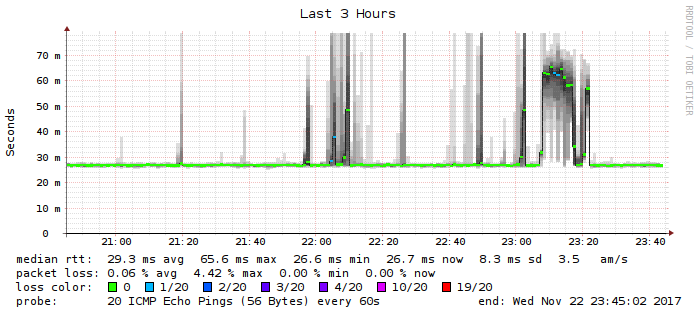 Last 3 Hours
RRDTOOL / TOBI OETIKER
Seconds
70 m
60 m
50 m
40 m
30 m
20 m
10 m
0
21:00 21:20 21:40 22:00 22:20 22:40 23:00 23:20 23:40
median rtt: 29.3 ms avg 65.6 ms max 26.6 ms min 26.7 ms now 8.3 ms sd 3.5 am/s
packet loss: 0.06 % avg 4.42 % max 0.00 % min 0.00 % now
loss color: 0 1/20 2/20 3/20 4/20 10/20 19/20
probe: 20 ICMP Echo Pings (56 Bytes) every 60s end: Wed Nov 22 23:45:02 2017